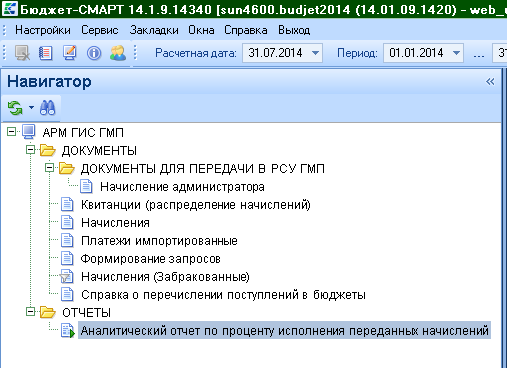 Бюджет-СМАРТ 14.1.9.14340 [sun4600.budjet2014 (14.01.09.1420) - web_
Настройки Сервис Закладки Окна Справка Выход
Расчетная дата: 31.07.2014 Период: 01.01.2014 ... 31
Навигатор
АРМ ГИС ГМП
ДОКУМЕНТЫ
ДОКУМЕНТЫ ДЛЯ ПЕРЕДАЧИ В РСУ ГМП
Начисление администратора
Квитанции (распределение начислений)
Начисления
Платежи импортированные
Формирование запросов
Начисления (Забракованные)
Справка о перечислении поступлений в бюджеты
ОТЧЕТЫ
Аналитический отчет по проценту исполнения переданных начислений